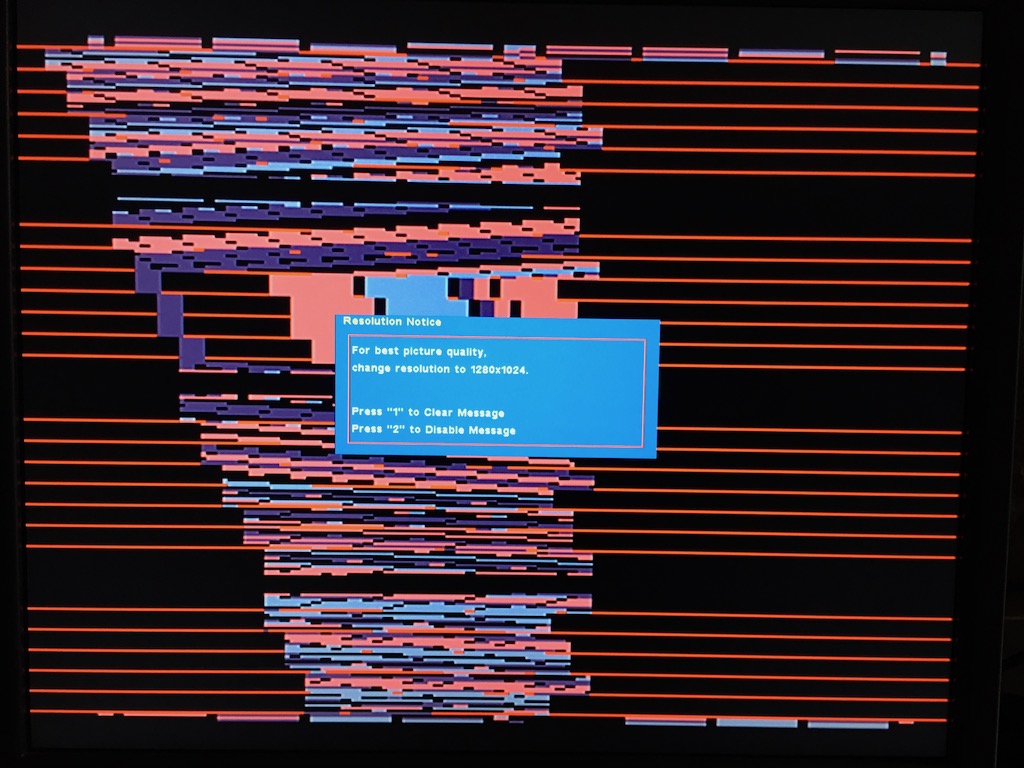 Resolution Notice
For best picture quality,
change resolution to 1280x1024.
Press "1" to Clear Message
Press "2" to Disable Message